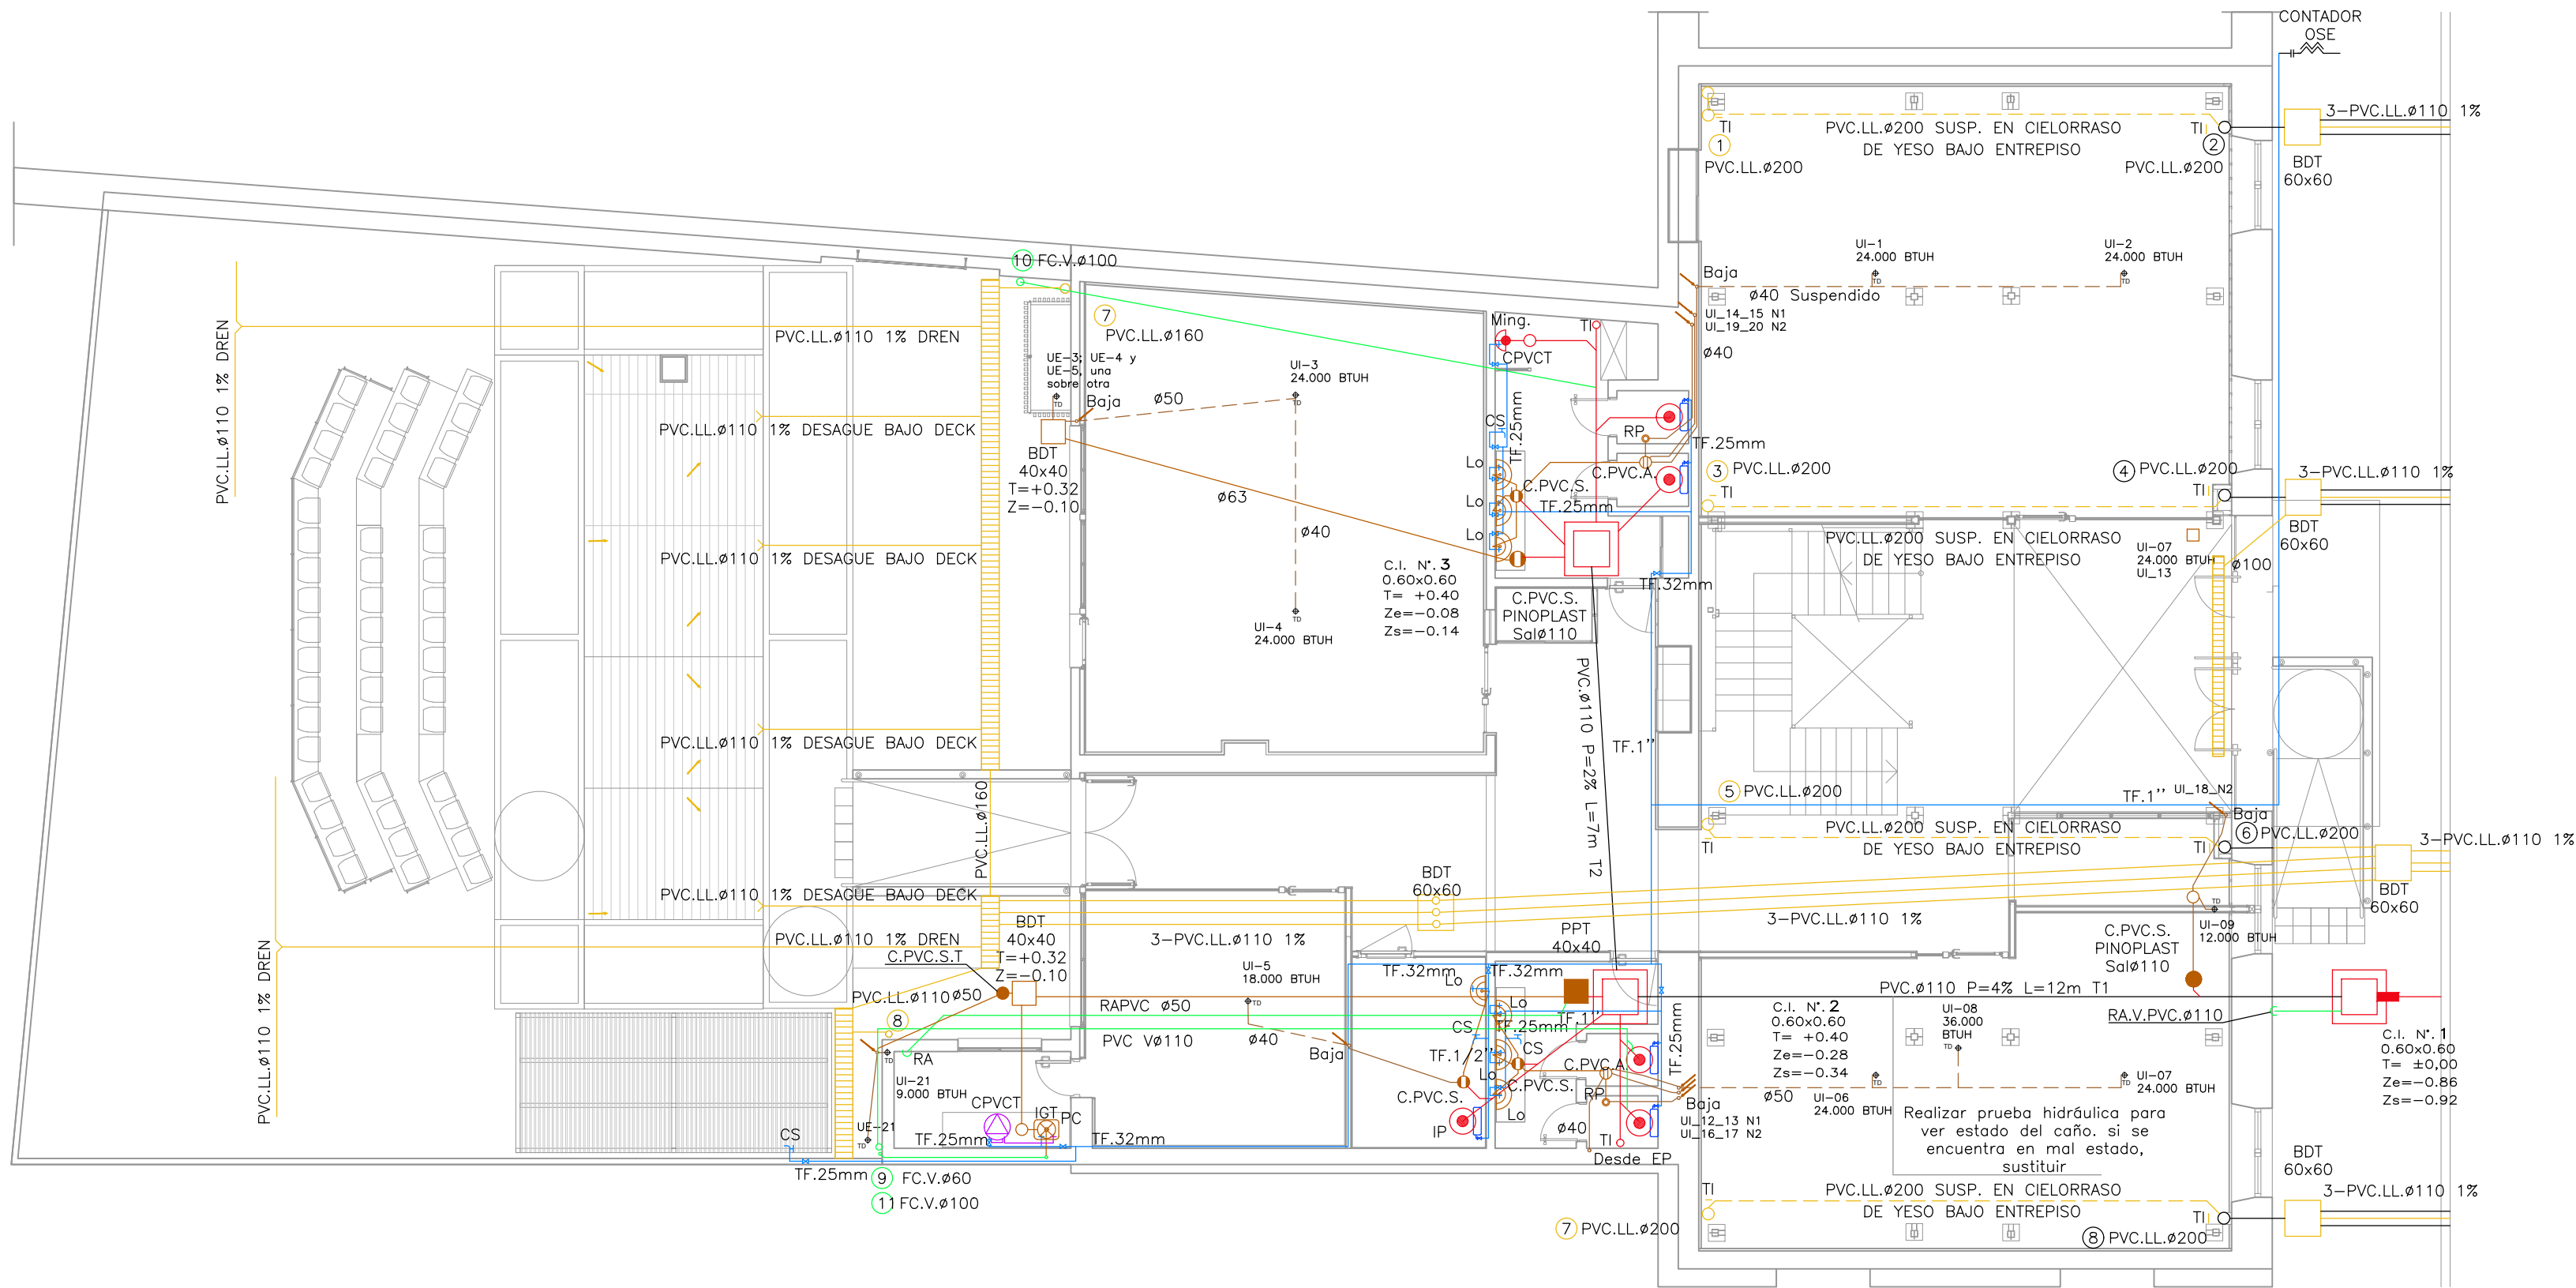 CONTADOR
OSE
3-PVC.LL.ø110 1%
BDT
60x60
TI
1
PVC.LL.ø200
PVC.LL.ø200 SUSP. EN CIELORRASO
DE YESO BAJO ENTREPISO
TI
2
PVC.LL.ø200
UI-1
24.000 BTUH
TD
UI-2
24.000 BTUH
TD
Baja
ø40 Suspendido
UI_14_15 N1
UI_19_20 N2
ø40
10 FC.V.ø100
7
PVC.LL.ø160
PVC.LL.ø110 1% DREN
PVC.LL.ø110 1% DREN
UE-3; UE-4 y
UE-5, una
sobre otra
TD
Baja
ø50
UI-3
24.000 BTUH
TD
Ming.
TI
CPVCT
CS
TF.25mm
RP
TF.25mm
Lo
C.PVC.A.
C.PVC.S.
Lo
TF.25mm
Lo
PVC.LL.ø110 1% DESAGUE BAJO DECK
BDT
40x40
T=+0.32
Z=-0.10
ø63
ø40
3 PVC.LL.ø200
TI
4 PVC.LL.ø200
TI
3-PVC.LL.ø110 1%
BDT
60x60
PVC.LL.ø200 SUSP. EN CIELORRASO
DE YESO BAJO ENTREPISO
UI-07
24.000 BTUH
UI_13
ø100
PVC.LL.ø110 1% DESAGUE BAJO DECK
C.I. N°. 3
0.60x0.60
T= +0.40
Ze=-0.08
Zs=-0.14
TF.32mm
C.PVC.S.
PINOPLAST
Salø110
TD
UI-4
24.000 BTUH
PVC.ø110 P=2% L=7m T2
TF.1''
PVC.LL.ø110 1% DESAGUE BAJO DECK
PVC.LL.ø160
5 PVC.LL.ø200
TF.1''
UI_18_N2
Baja
6 PVC.LL.ø200
TI
PVC.LL.ø200 SUSP. EN CIELORRASO
DE YESO BAJO ENTREPISO
TI
3-PVC.LL.ø110 1%
BDT
60x60
PVC.LL.ø110 1% DESAGUE BAJO DECK
BDT
60x60
3-PVC.LL.ø110 1%
TD
UI-09
12.000 BTUH
C.PVC.S.
PINOPLAST
Salø110
PVC.LL.ø110 1% DREN
PVC.LL.ø110 1% DREN
C.PVC.S.T
BDT
40x40
T=+0.32
Z=-0.10
3-PVC.LL.ø110 1%
PPT
40x40
UI-5
18.000 BTUH
TD
TF.32mm
TF.32mm
Lo
Lo
PVC.LL.ø110
ø50
RAPVC ø50
TF.1''
PVC.ø110 P=4% L=12m T1
8
RA
PVC Vø110
ø40
Baja
CS
TF.25mm
TF.1/2''
CS
Lo
C.PVC.A.
C.PVC.S.
C.PVC.S.
RP
Lo
IP
TF.25mm
C.I. N°. 2
0.60x0.60
T= +0.40
Ze=-0.28
Zs=-0.34
UI-08
36.000
BTUH
TD
RA.V.PVC.ø110
C.I. N°. 1
0.60x0.60
T= ±0,00
Ze=-0.86
Zs=-0.92
TD
UI-21
9.000 BTUH
CPVCT
IGT
PC
UE-21
TD
TF.25mm
TF.32mm
CS
TF.25mm
9 FC.V.ø60
11 FC.V.ø100
ø40
TI
Desde EP
Baja
UI_12_13 N1
UI_16_17 N2
ø50
TD
UI-06
24.000 BTUH
TD
UI-07
24.000 BTUH
Realizar prueba hidráulica para
ver estado del caño. si se
encuentra en mal estado,
sustituir
TI
PVC.LL.ø200 SUSP. EN CIELORRASO
DE YESO BAJO ENTREPISO
TI
7 PVC.LL.ø200
8 PVC.LL.ø200
BDT
60x60
3-PVC.LL.ø110 1%